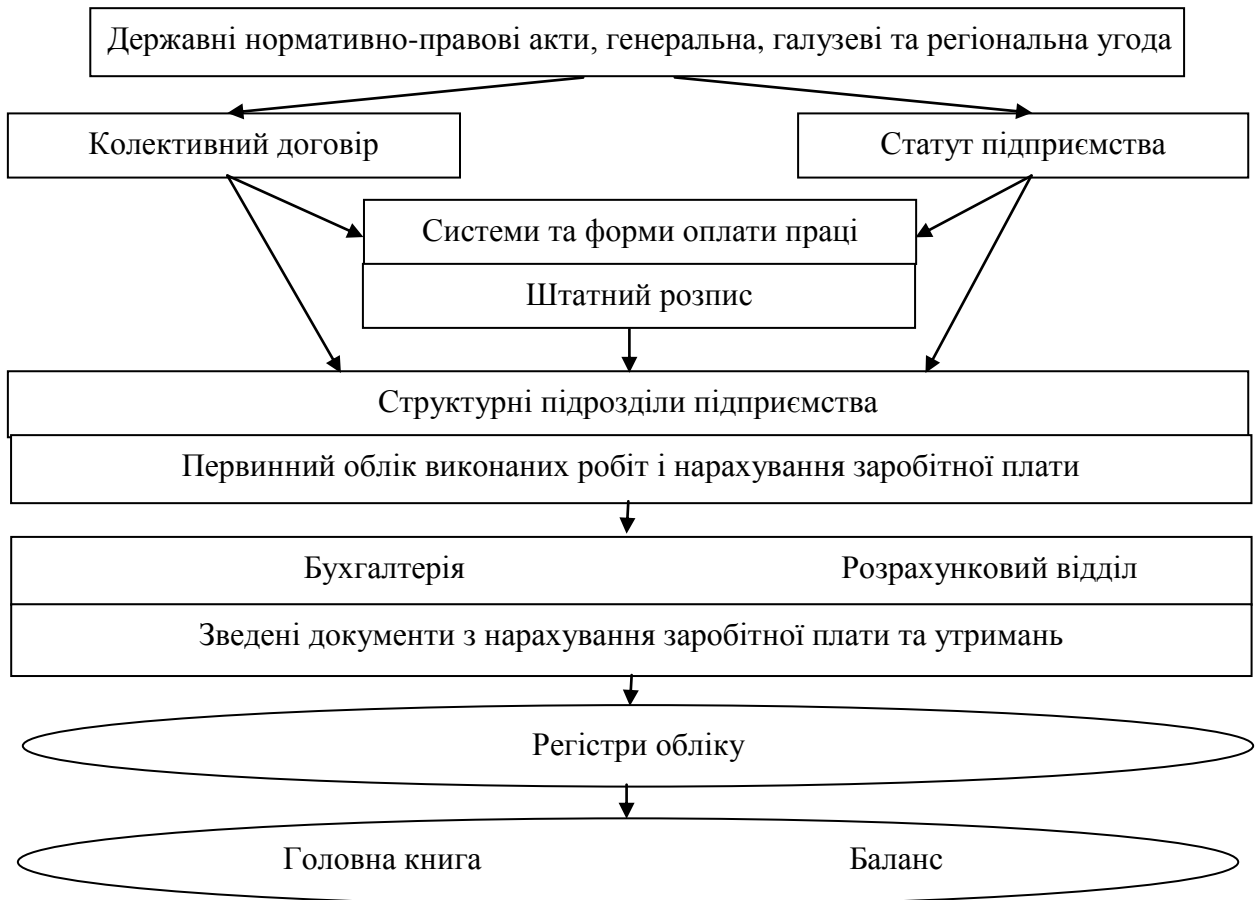 Державні нормативно-правові акти, генеральна, галузеві та регіональна угода
Колективний договір
Статут підприємства
Системи та форми оплати праці
Штатний розпис
Структурні підрозділи підприємства
Первинний облік виконаних робіт і нарахування заробітної плати
Бухгалтерія Розрахунковий відділ
Зведені документи з нарахування заробітної плати та утримань
Регістри обліку
Головна книга Баланс